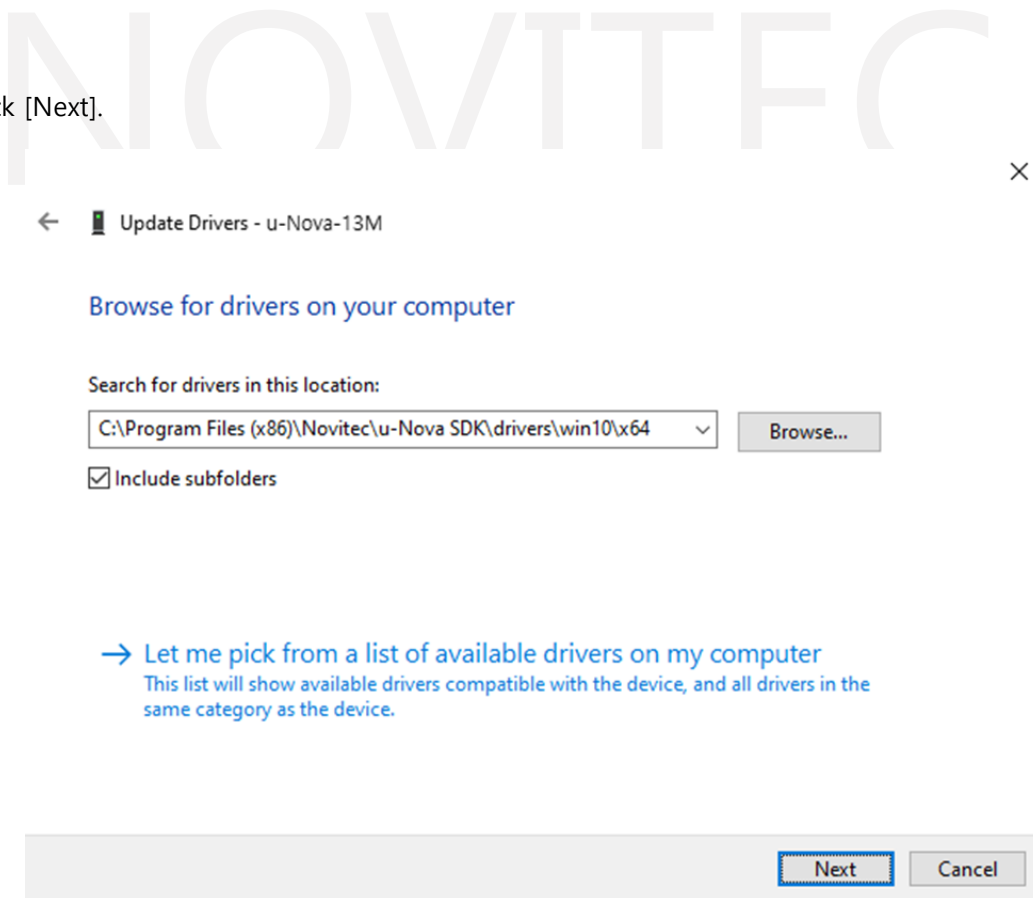 NOVITEC
k [Next].
Update Drivers - u-Nova-13M
Browse for drivers on your computer
Search for drivers in this location:
C:\Program Files (x86)\Novitec\u-Nova SDK\drivers\win10\x64
Browse...
Include subfolders
Let me pick from a list of available drivers on my computer
This list will show available drivers compatible with the device, and all drivers in the
same category as the device.
Next
Cancel